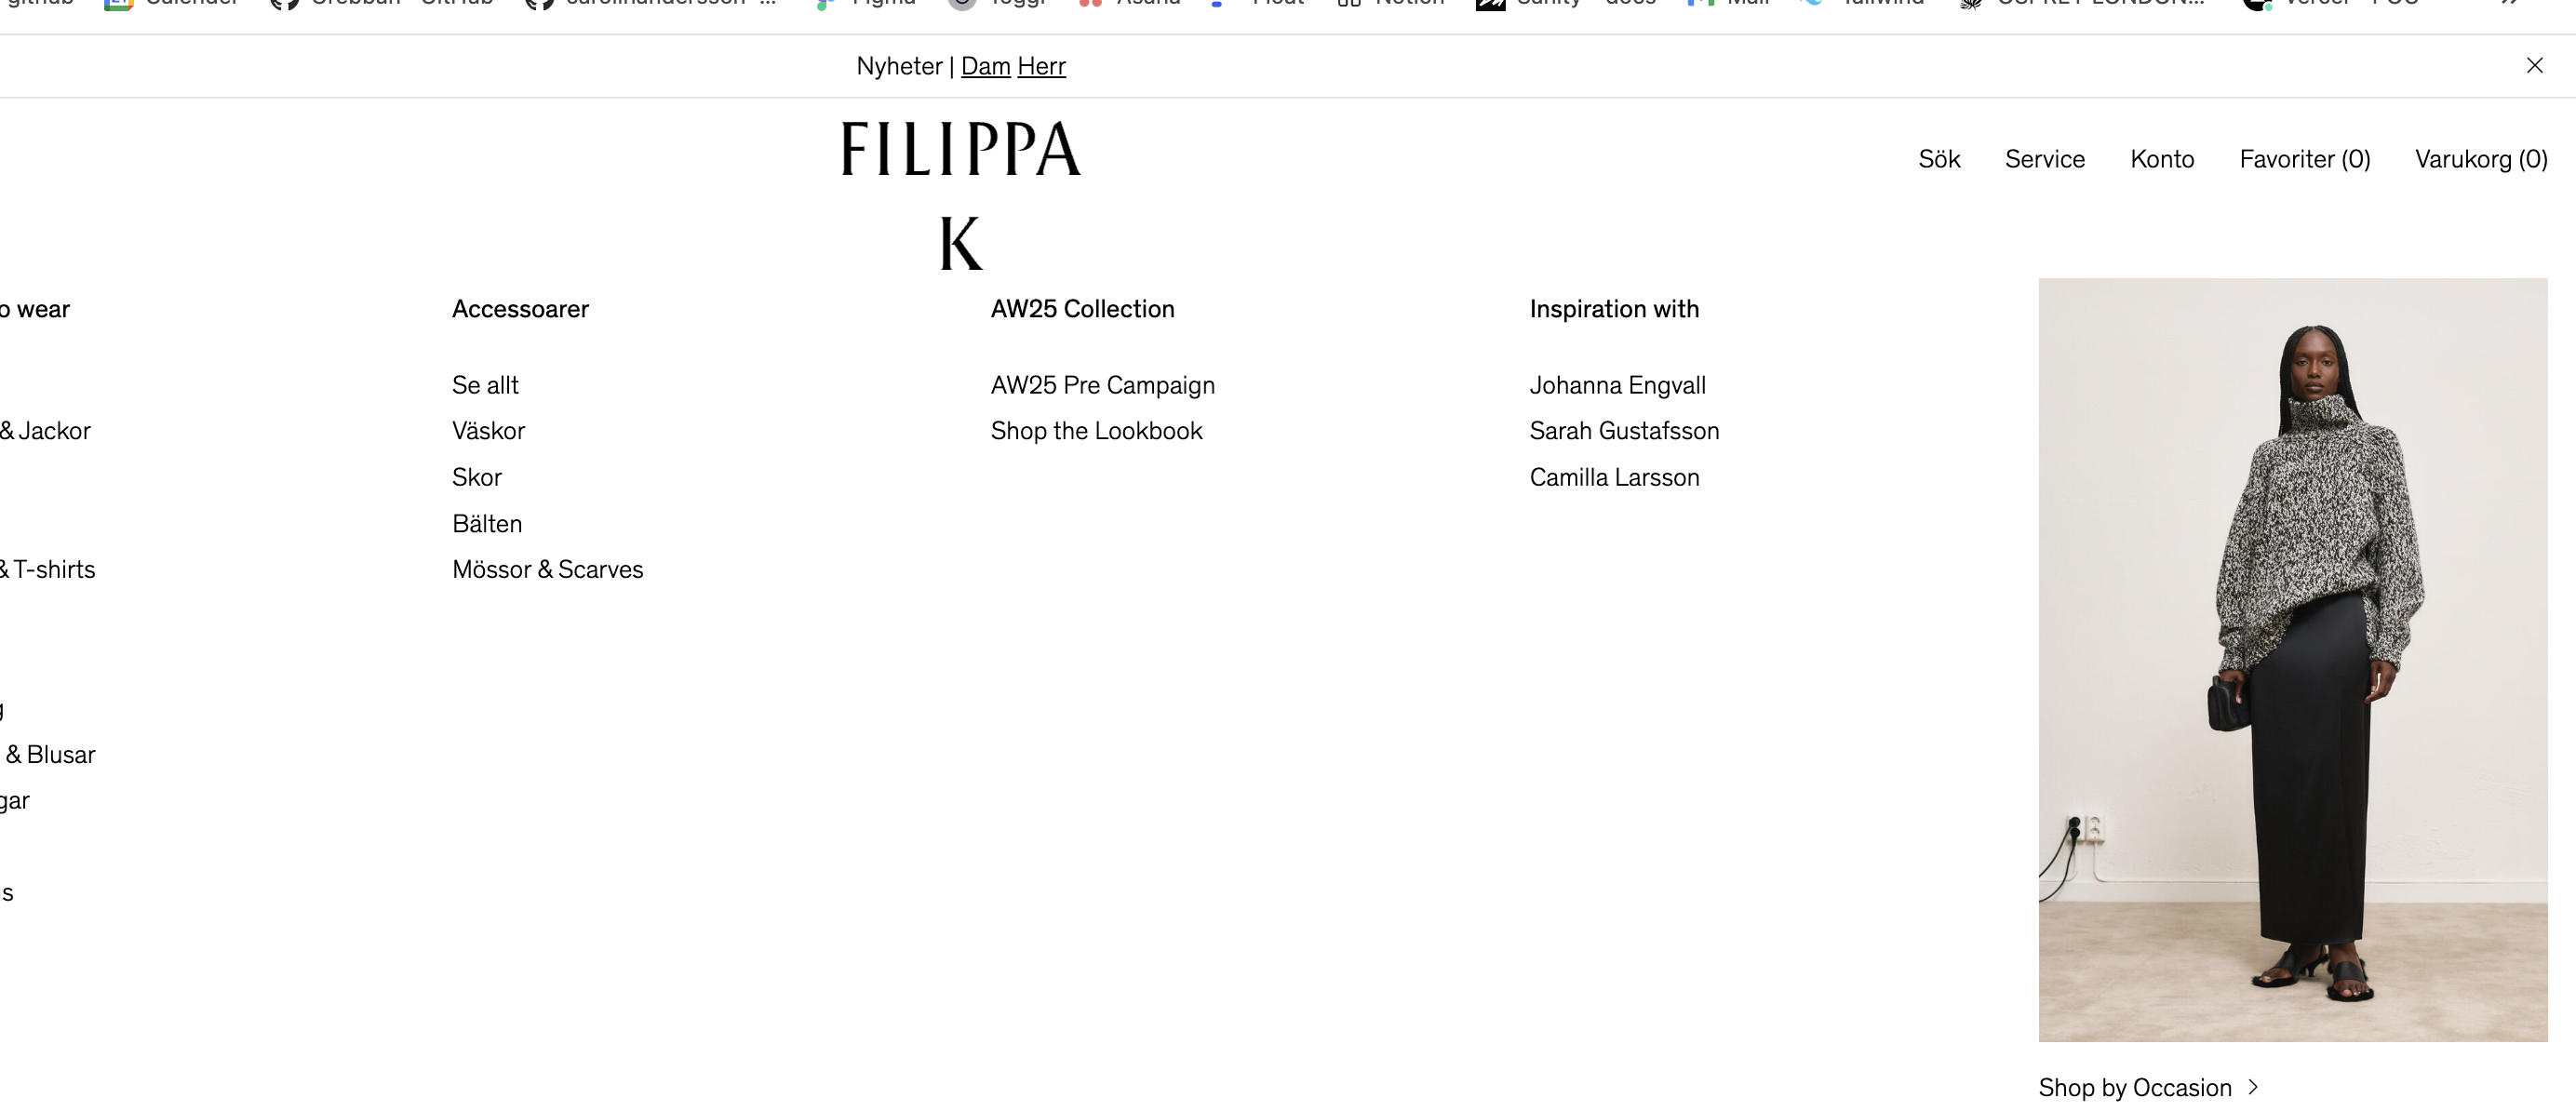 Nyheter | Dam Herr
FILIPPA
K
Sök Service Konto Favoriter (0) Varukorg (0)
wear
& Jackor
& T-shirts
& Blusar
Accessoarer
Se allt
Väskor
Skor
Bälten
Mössor & Scarves
AW25 Collection
AW25 Pre Campaign
Shop the Lookbook
Inspiration with
Johanna Engvall
Sarah Gustafsson
Camilla Larsson
Shop by Occasion